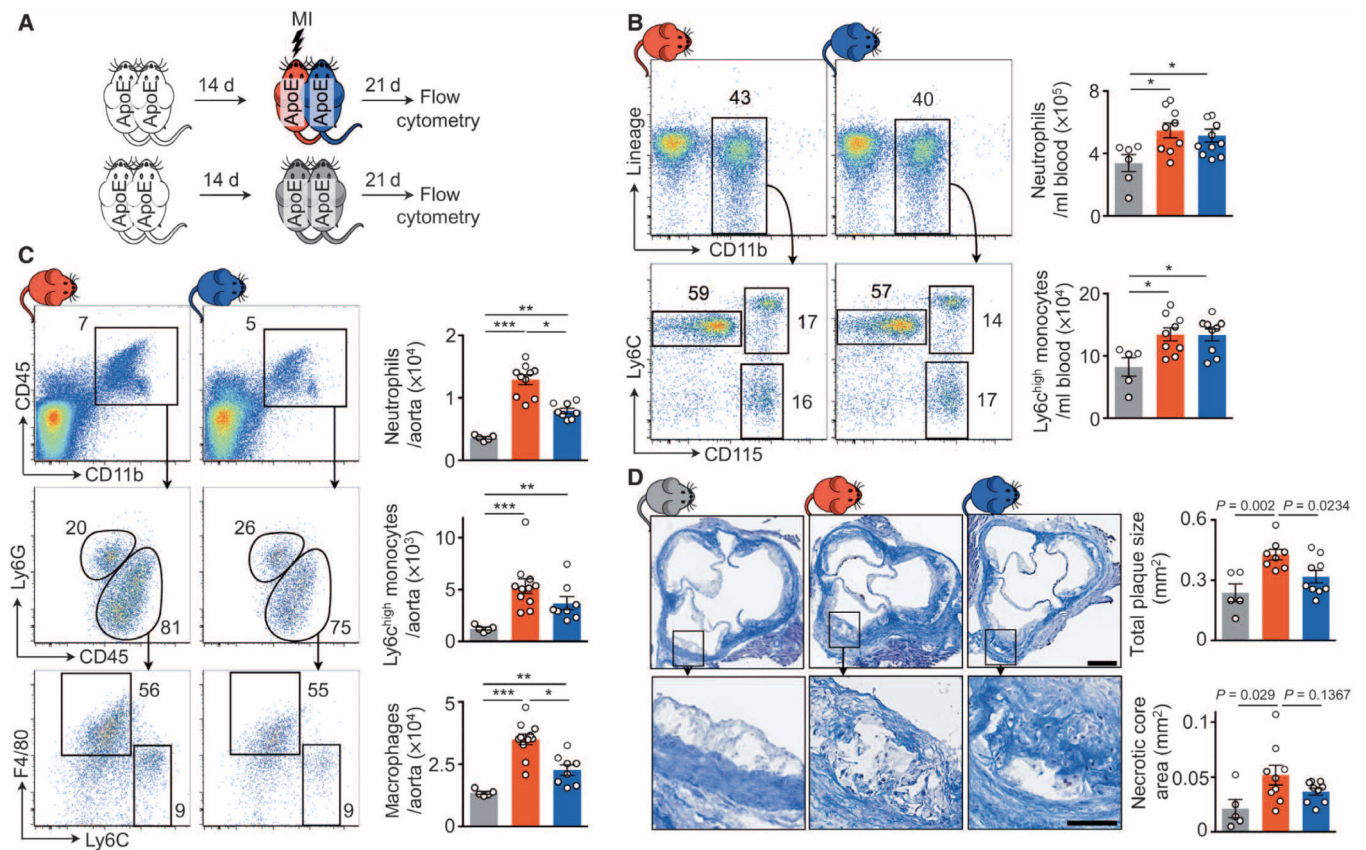 A
MI
ApoE
ApoE
14 d
ApoE
ApoE
21 d
Flow
cytometry
ApoE
ApoE
14 d
ApoE
ApoE
21 d
Flow
cytometry
B
43
40
Lineage
CD11b
59
17
16
57
14
17
Ly6C
CD115
Neutrophils
/ml blood (×10⁵)
8
4
0
*
*
Ly6c^high monocytes
/ml blood (×10⁴)
20
10
0
*
*
C
7
5
CD45
CD11b
20
81
26
75
Ly6G
CD45
56
9
55
9
F4/80
Ly6C
Neutrophils
/aorta (×10⁴)
2
1
0
**
***
*
Ly6c^high monocytes
/aorta (×10³)
10
5
0
**
***
Macrophages
/aorta (×10⁴)
5
2.5
0
**
***
*
D
Total plaque size
(mm²)
0.6
0.3
0
P = 0.002
P = 0.0234
Necrotic core
area (mm²)
0.1
0.05
0
P = 0.029
P = 0.1367